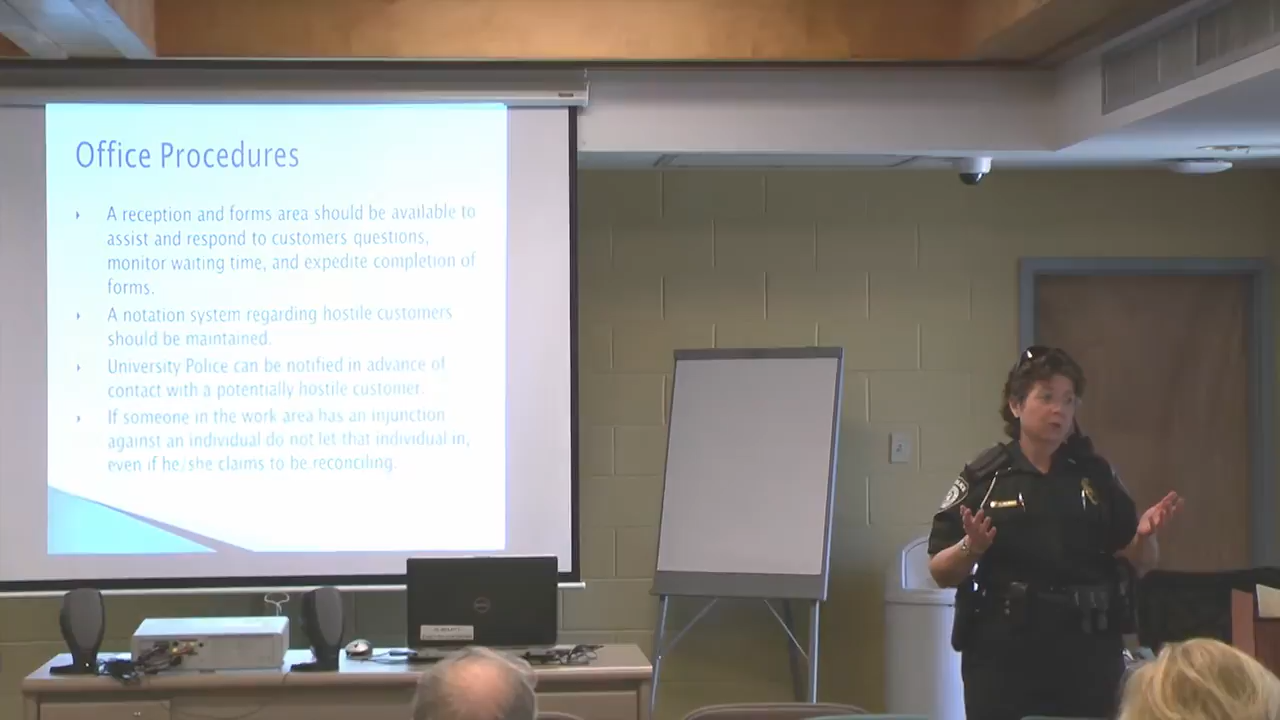 Office Procedures
A reception and forms area should be available to
assist and respond to customers questions,
monitor waiting time, and expedite completion of
forms.
A notation system regarding hostile customers
should be maintained.
University Police can be notified in advance of
contact with a potentially hostile customer.
If someone in the work area has an injunction
against an individual do not let that individual in,
even if he/she claims to be reconciling.
DELL